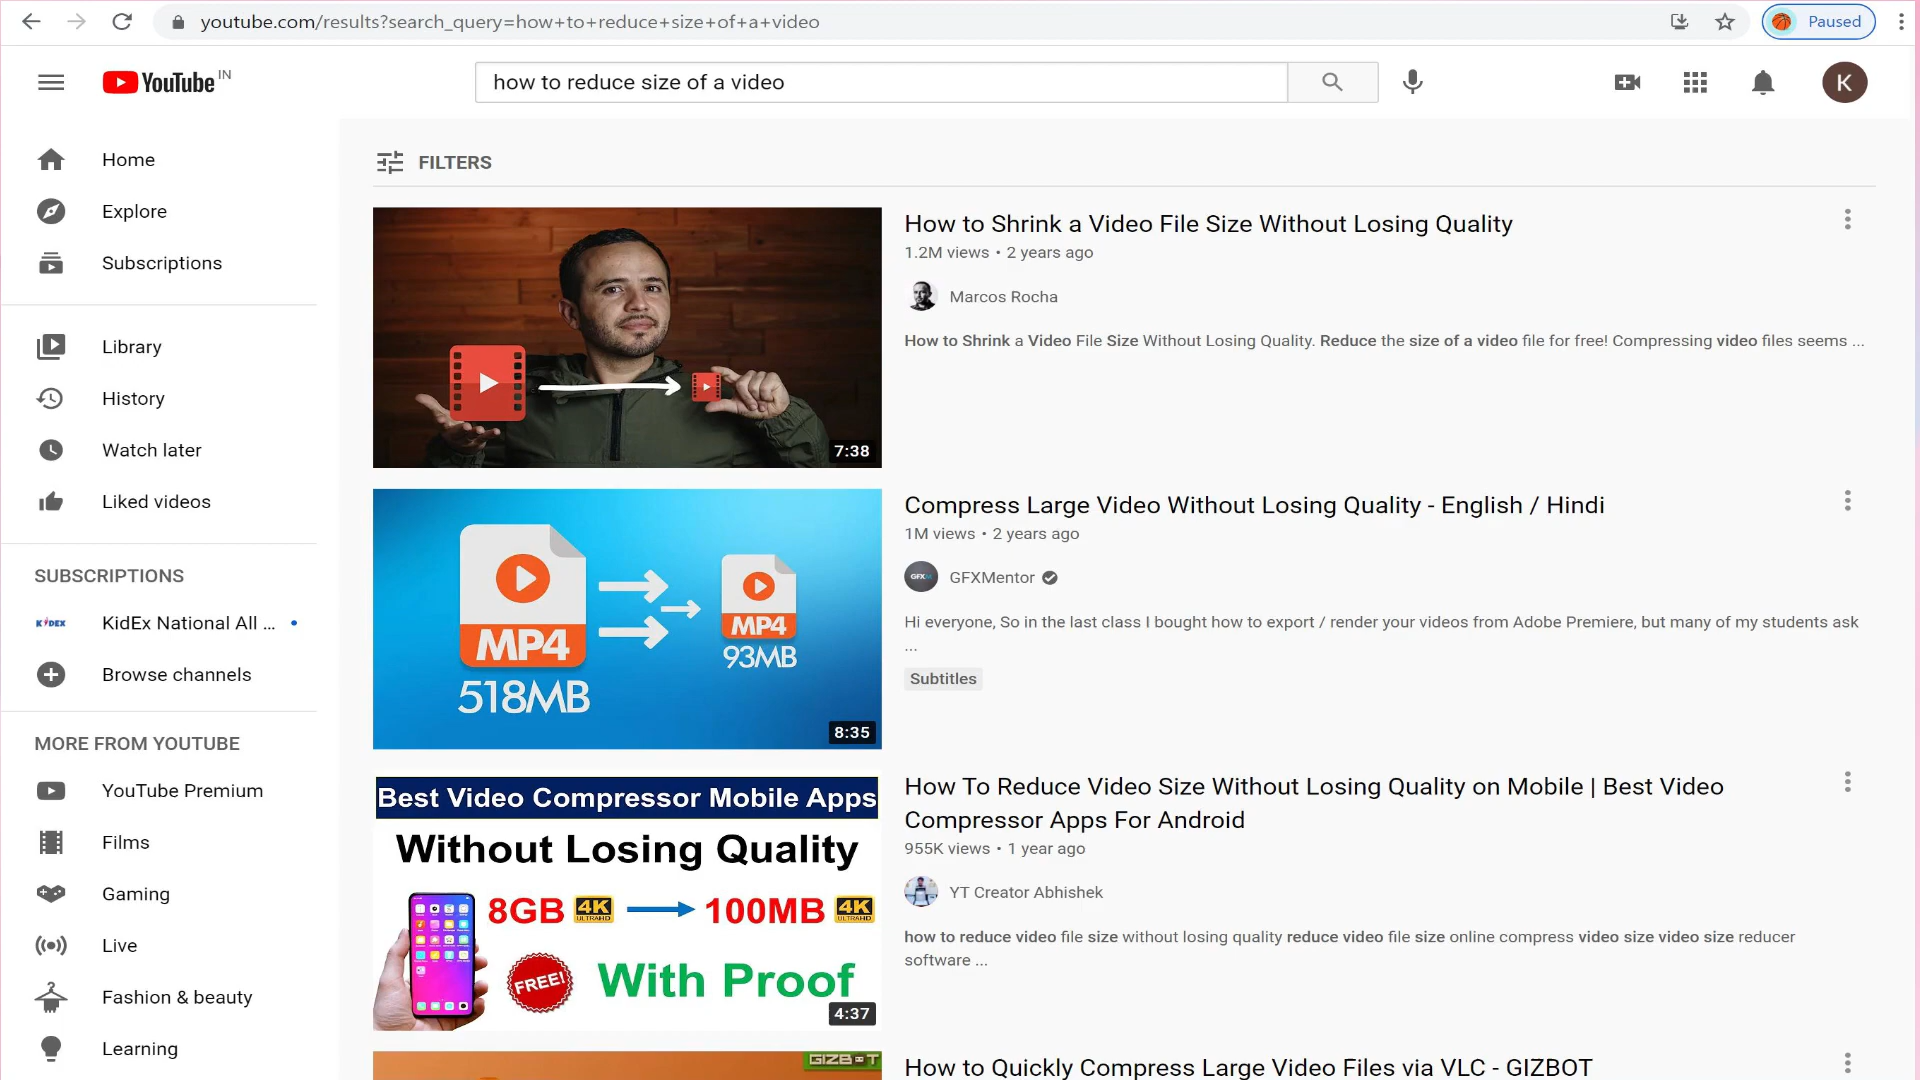 youtube.com/results?search_query=how+to+reduce+size+of+a+video
Paused
YouTube IN
how to reduce size of a video
K
Home
Explore
Subscriptions
Library
History
Watch later
Liked videos
SUBSCRIPTIONS
KIDEX
KidEx National All ...
Browse channels
MORE FROM YOUTUBE
YouTube Premium
Films
Gaming
Live
Fashion & beauty
Learning
FILTERS
7:38
How to Shrink a Video File Size Without Losing Quality
1.2M views • 2 years ago
Marcos Rocha
How to Shrink a Video File Size Without Losing Quality. Reduce the size of a video file for free! Compressing video files seems ...
MP4
518MB
MP4
93MB
8:35
Compress Large Video Without Losing Quality - English / Hindi
1M views • 2 years ago
GFXM
GFXMentor
Hi everyone, So in the last class I bought how to export / render your videos from Adobe Premiere, but many of my students ask
...
Subtitles
Best Video Compressor Mobile Apps
Without Losing Quality
8GB 4K ULTRAHD 100MB 4K ULTRAHD
FREE!
With Proof
4:37
How To Reduce Video Size Without Losing Quality on Mobile | Best Video
Compressor Apps For Android
955K views • 1 year ago
YT Creator Abhishek
how to reduce video file size without losing quality reduce video file size online compress video size video size reducer
software ...
GIZBOT
How to Quickly Compress Large Video Files via VLC - GIZBOT